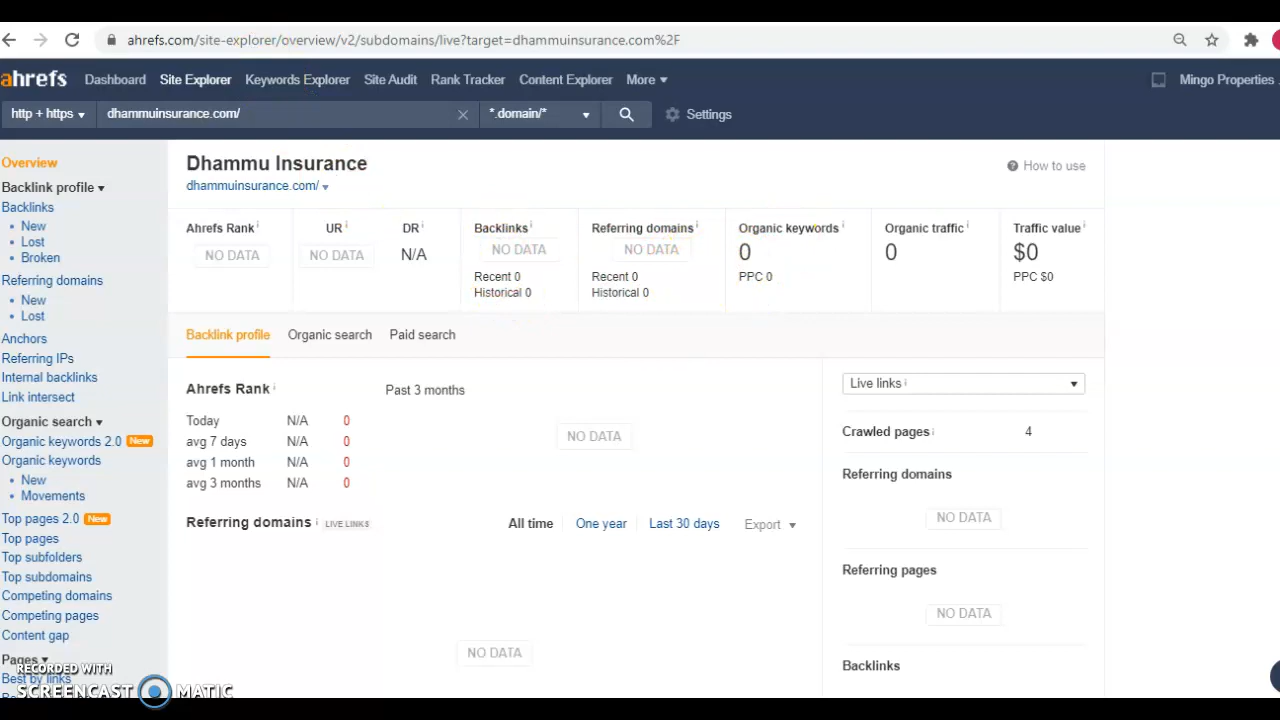 ahrefs.com/site-explorer/overview/v2/subdomains/live?target=dhammuinsurance.com%2F
ahrefs Dashboard Site Explorer Keywords Explorer Site Audit Rank Tracker Content Explorer More Mingo Properties
http + https dhammuinsurance.com/ *.domain/* Settings
Overview
Backlink profile
Backlinks
• New
• Lost
• Broken
Referring domains
• New
• Lost
Anchors
Referring IPs
Internal backlinks
Link intersect
Organic search
Organic keywords 2.0 New
Organic keywords
• New
• Movements
Top pages 2.0 New
Top pages
Top subfolders
Top subdomains
Competing domains
Competing pages
Content gap
Pages
Best by links
Dhammu Insurance
How to use
dhammuinsurance.com/
Ahrefs Rank UR DR Backlinks Referring domains Organic keywords Organic traffic Traffic value
NO DATA NO DATA N/A NO DATA NO DATA 0 0 $0
Recent 0 Recent 0 PPC 0 PPC $0
Historical 0 Historical 0
Backlink profile Organic search Paid search
Ahrefs Rank Past 3 months
Today N/A 0
avg 7 days N/A 0
avg 1 month N/A 0
avg 3 months N/A 0
NO DATA
Referring domains LIVE LINKS All time One year Last 30 days Export
NO DATA
Live links
Crawled pages 4
Referring domains
NO DATA
Referring pages
NO DATA
Backlinks
RECORDED WITH
SCREENCAST MATIC